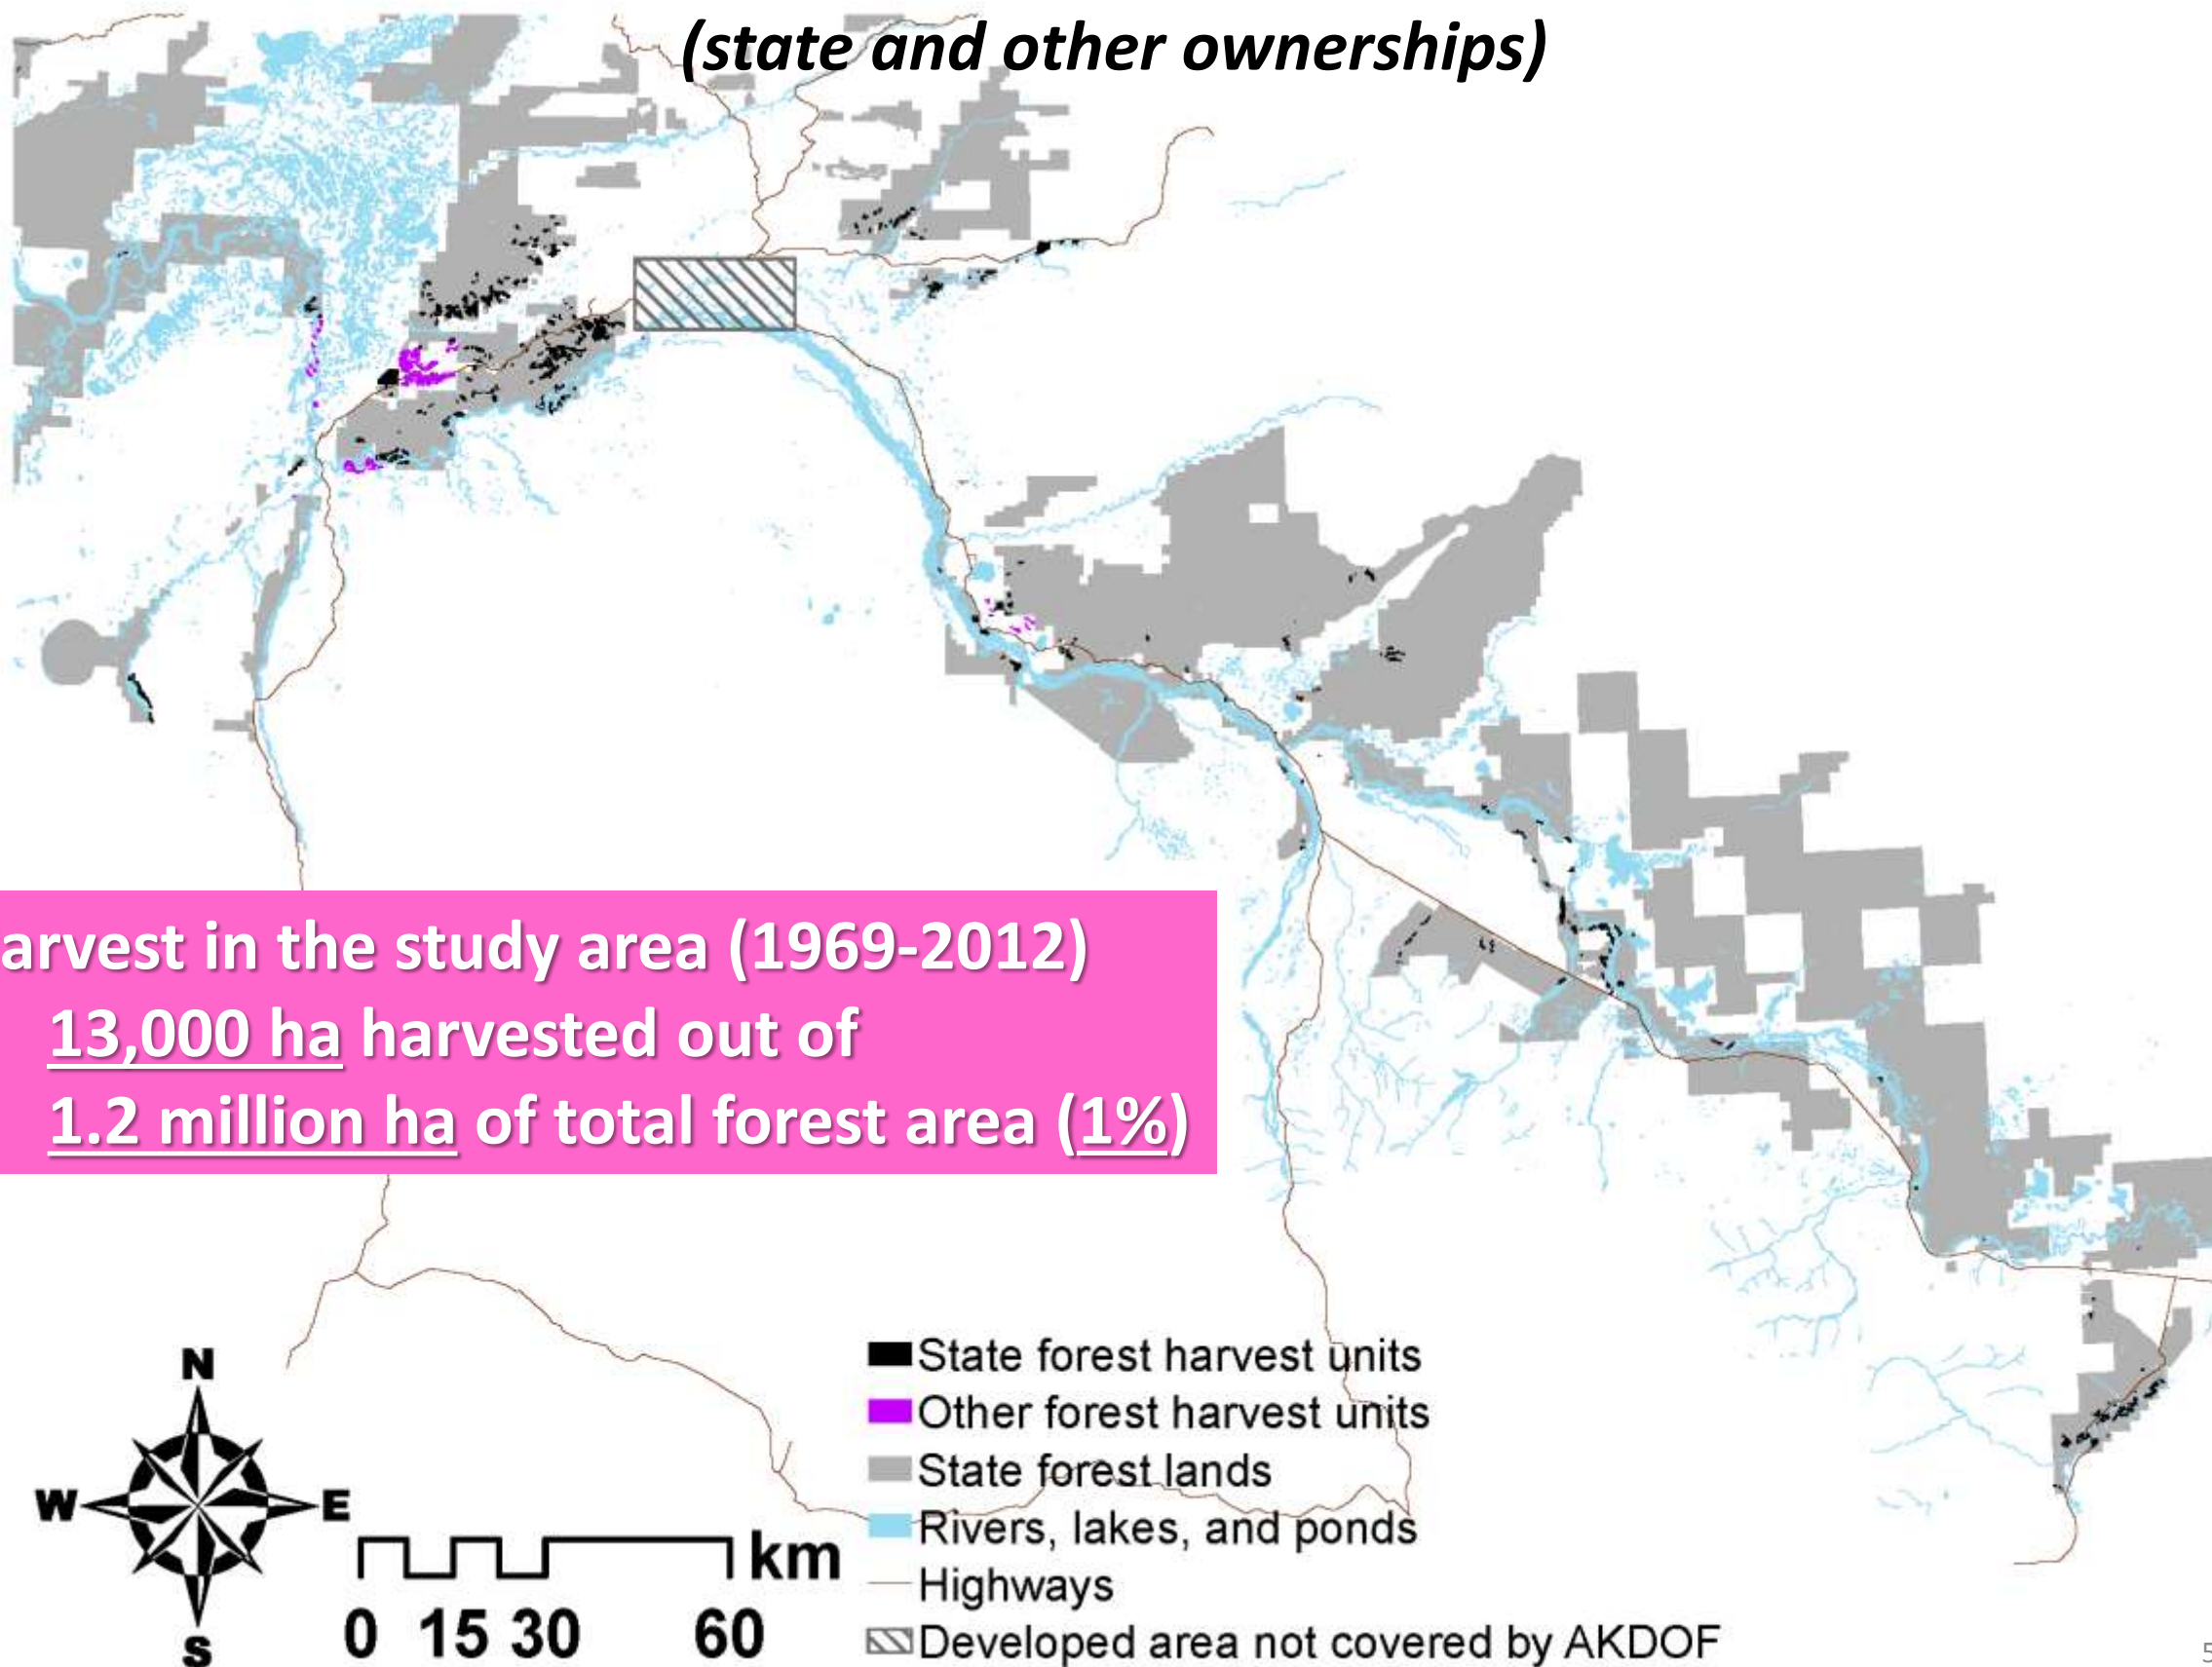 (state and other ownerships)
arvest in the study area (1969-2012)
13,000 ha harvested out of
1.2 million ha of total forest area (1%)
N
W
E
S
km
0 15 30 60
State forest harvest units
Other forest harvest units
State forest lands
Rivers, lakes, and ponds
Highways
Developed area not covered by AKDOF
5